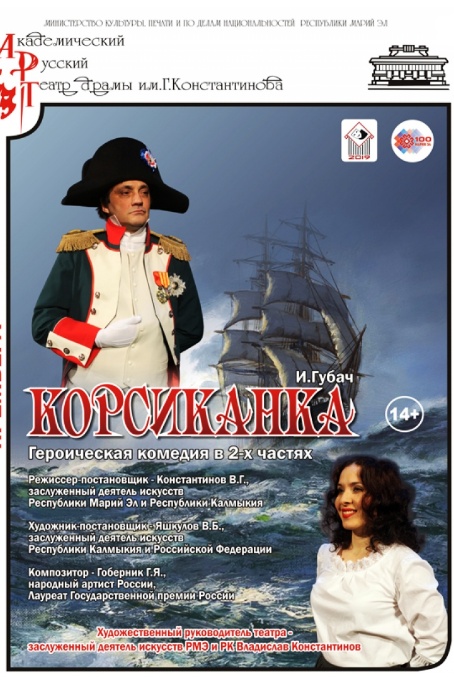 МИНИСТЕРСТВО КУЛЬТУРЫ, ПЕЧАТИ И ПО ДЕЛАМ НАЦИОНАЛЬНОСТЕЙ РЕСПУБЛИКИ МАРИЙ ЭЛ
Академический
Русский
Театр драмы им.Г.Константинова
2019
100
И.Губач
КОРСИКАНКА
14+
Героическая комедия в 2-х частях
Режиссер-постановщик - Константинов В.Г.,
заслуженный деятель искусств
Республики Марий Эл и Республики Калмыкия
Художник-постановщик - Яшкулов В.Б.,
заслуженный деятель искусств
Республики Калмыкия и Российской Федерации
Композитор - Гоберник Г.Я.,
народный артист России,
Лауреат Государственной премии России
Художественный руководитель театра -
заслуженный деятель искусств РМЭ и РК Владислав Константинов